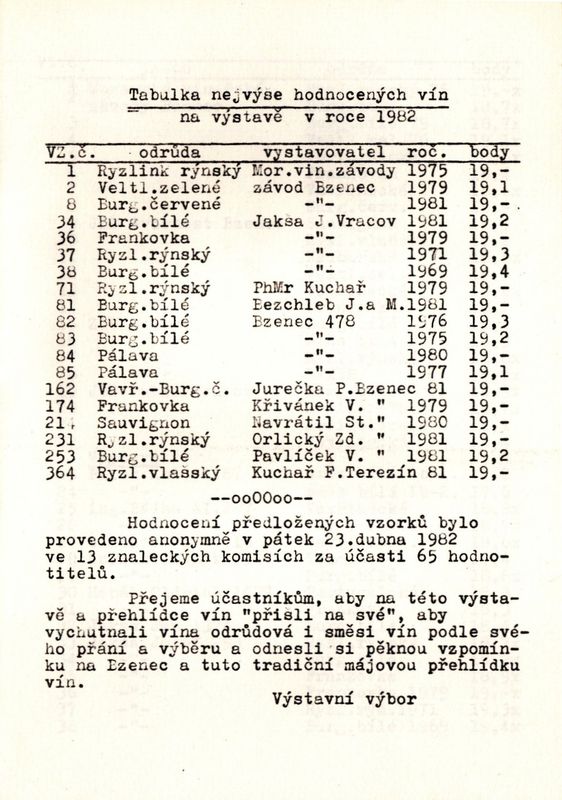 Tabulka nejvýse hodnocených vín
na výstavě v roce 1982
VZ.č. odrůda vystavovatel roč. body
1 Ryzlink rýnský Mor.vin.závody 1975 19,-
2 Veltl.zelené závod Bzenec 1979 19,1
8 Burg.červené -"- 1981 19,-
34 Burg.bílé Jaksa J.Vracov 1981 19,2
36 Frankovka -"- 1979 19,-
37 Ryzl.rýnský -"- 1971 19,3
38 Burg.bílé -"- 1969 19,4
71 Ryzl.rýnský PhMr Kuchař 1979 19,-
81 Burg.bílé Bezchleb J.a M.1981 19,-
82 Burg.bílé Bzenec 478 1976 19,3
83 Burg.bílé -"- 1975 19,2
84 Pálava -"- 1980 19,-
85 Pálava -"- 1977 19,1
162 Vavř.-Burg.č. Jurečka P.Bzenec 81 19,-
174 Frankovka Křivánek V. " 1979 19,-
Sauvignon Navrátil St." 1980 19,-
231 Ryzl.rýnský Orlický Zd. " 1981 19,-
253 Burg.bílé Pavlíček V. " 1981 19,2
364 Ryzl.vlašský Kuchař F.Terezín 81 19,-
--ooOOoo--
Hodnocení předložených vzorků bylo
provedeno anonymně v pátek 23.dubna 1982
ve 13 znaleckých komisích za účasti 65 hodno-
titelů.
Přejeme účastníkům, aby na této výsta-
vě a přehlídce vín "přisli na své", aby
vychutnali vína odrůdová i směsi vín podle své-
ho přání a výběru a odnesli si pěknou vzpomín-
ku na Bzenec a tuto tradiční májovou přehlídku
vín.
Výstavní výbor